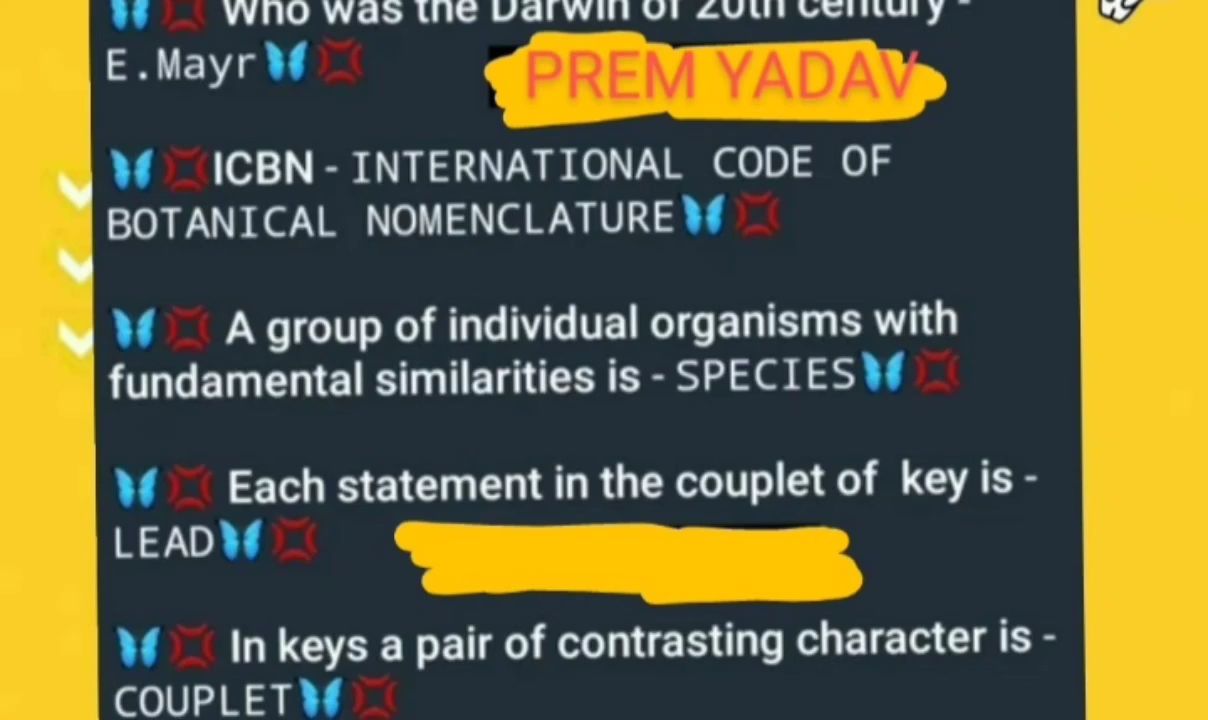 Who was the Darwin of 20th century -
E.Mayr
PREM YADAV
ICBN - INTERNATIONAL CODE OF
BOTANICAL NOMENCLATURE
A group of individual organisms with
fundamental similarities is - SPECIES
Each statement in the couplet of key is -
LEAD
In keys a pair of contrasting character is -
COUPLET